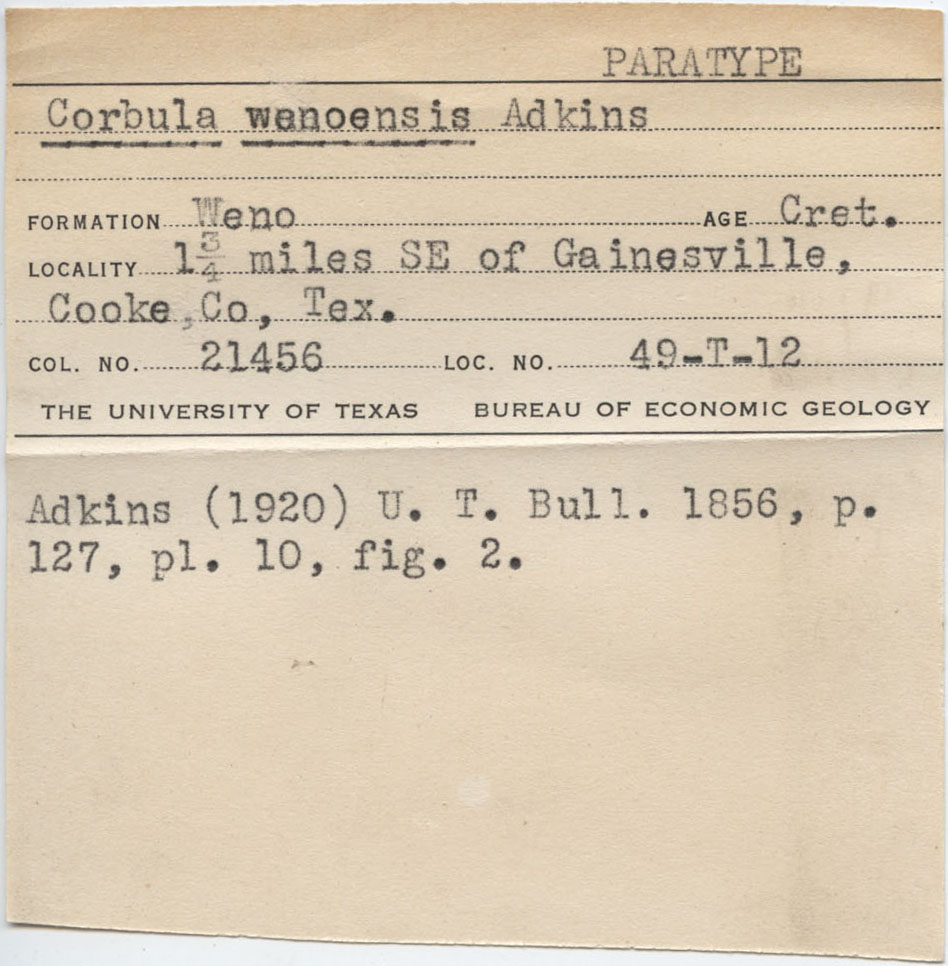 PARATYPE
Corbula wenoensis Adkins
FORMATION Weno AGE Cret.
LOCALITY 1 3/4 miles SE of Gainesville,
Cooke, Co, Tex.
COL. NO. 21456 LOC. NO. 49-T-12
THE UNIVERSITY OF TEXAS BUREAU OF ECONOMIC GEOLOGY
Adkins (1920) U. T. Bull. 1856, p.
127, pl. 10, fig. 2.